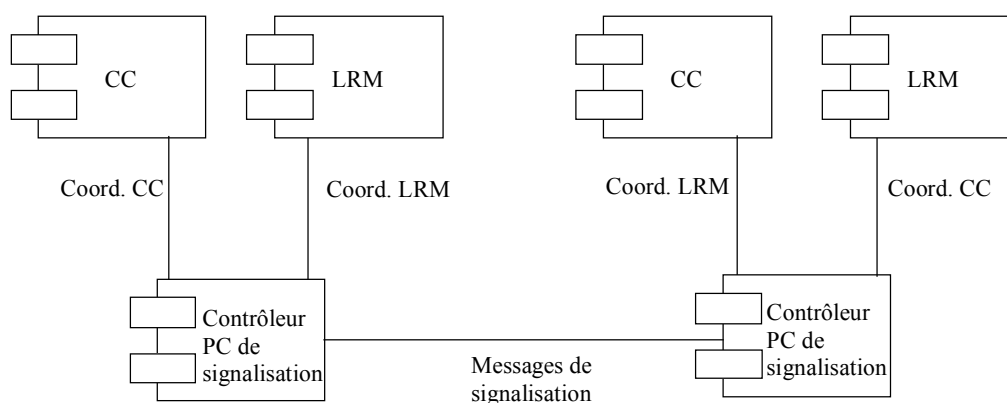 CC
LRM
CC
LRM
Coord. CC
Coord. LRM
Coord. LRM
Coord. CC
Contrôleur
PC de
signalisation
Messages de
signalisation
Contrôleur
PC de
signalisation